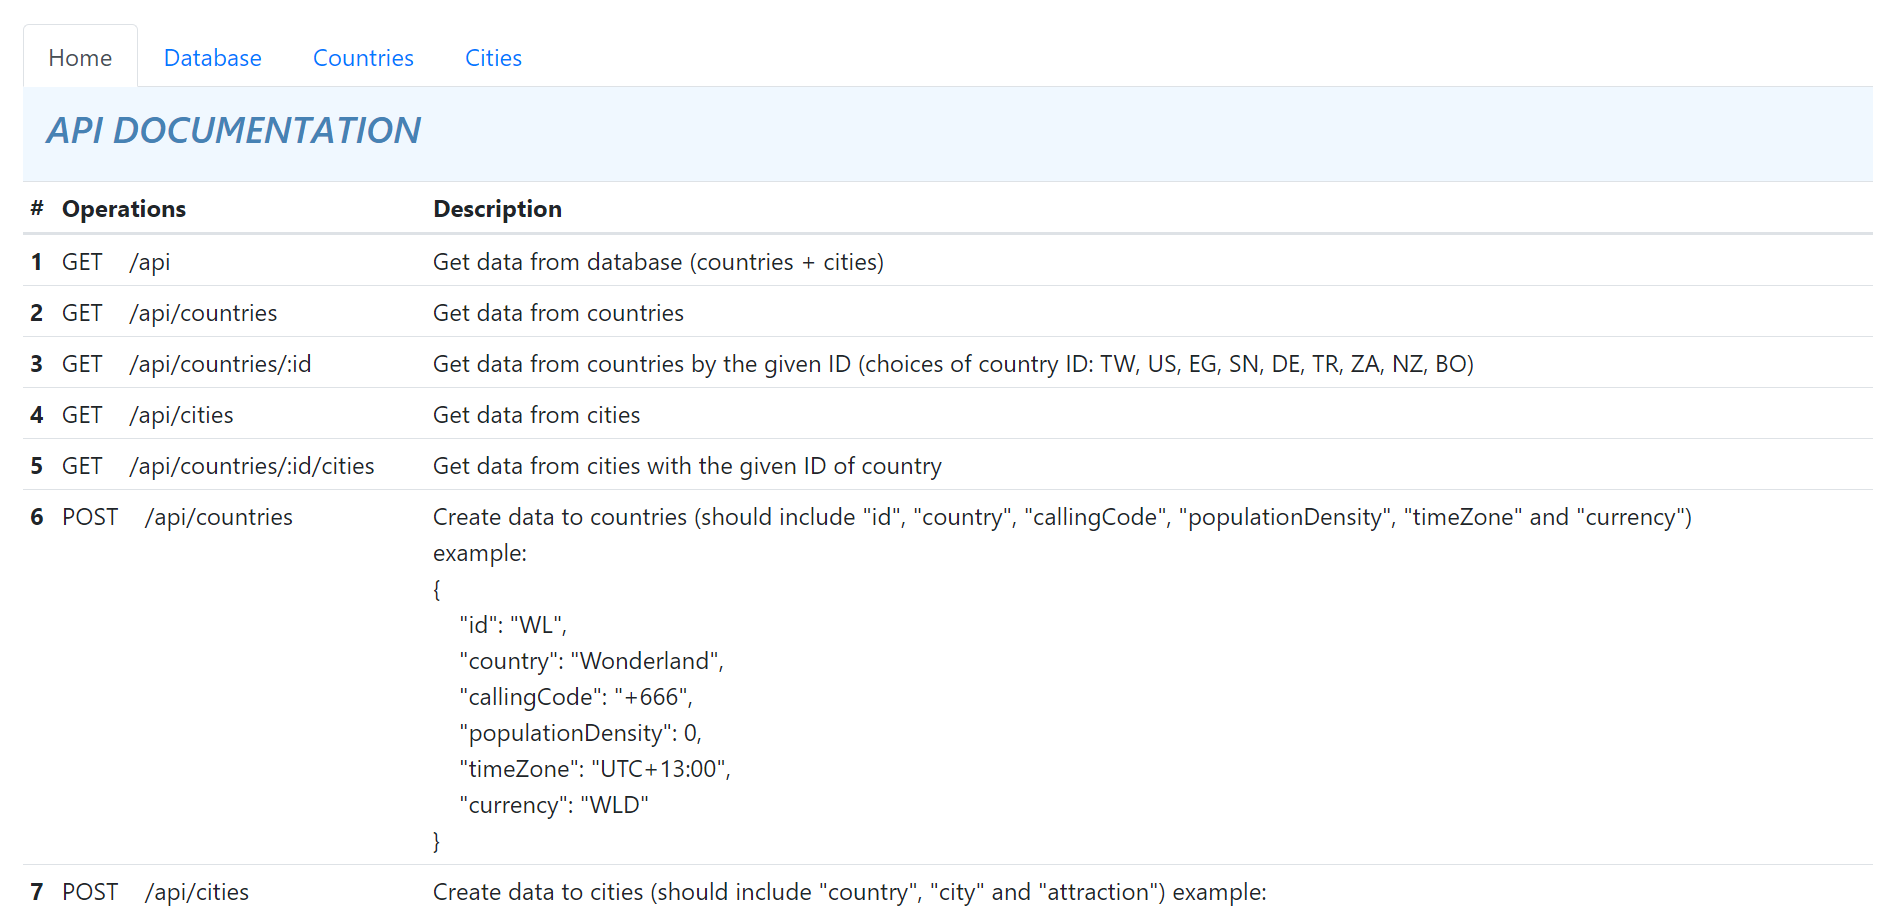 Home Database Countries Cities
API DOCUMENTATION
# Operations Description
1 GET /api Get data from database (countries + cities)
2 GET /api/countries Get data from countries
3 GET /api/countries/:id Get data from countries by the given ID (choices of country ID: TW, US, EG, SN, DE, TR, ZA, NZ, BO)
4 GET /api/cities Get data from cities
5 GET /api/countries/:id/cities Get data from cities with the given ID of country
6 POST /api/countries Create data to countries (should include "id", "country", "callingCode", "populationDensity", "timeZone" and "currency")
example:
{
"id": "WL",
"country": "Wonderland",
"callingCode": "+666",
"populationDensity": 0,
"timeZone": "UTC+13:00",
"currency": "WLD"
}
7 POST /api/cities Create data to cities (should include "country", "city" and "attraction") example: